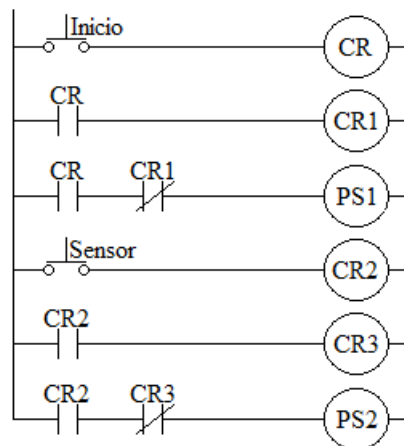 Inicio
CR
CR
CR1
CR CR1
PS1
Sensor
CR2
CR2
CR3
CR2 CR3
PS2